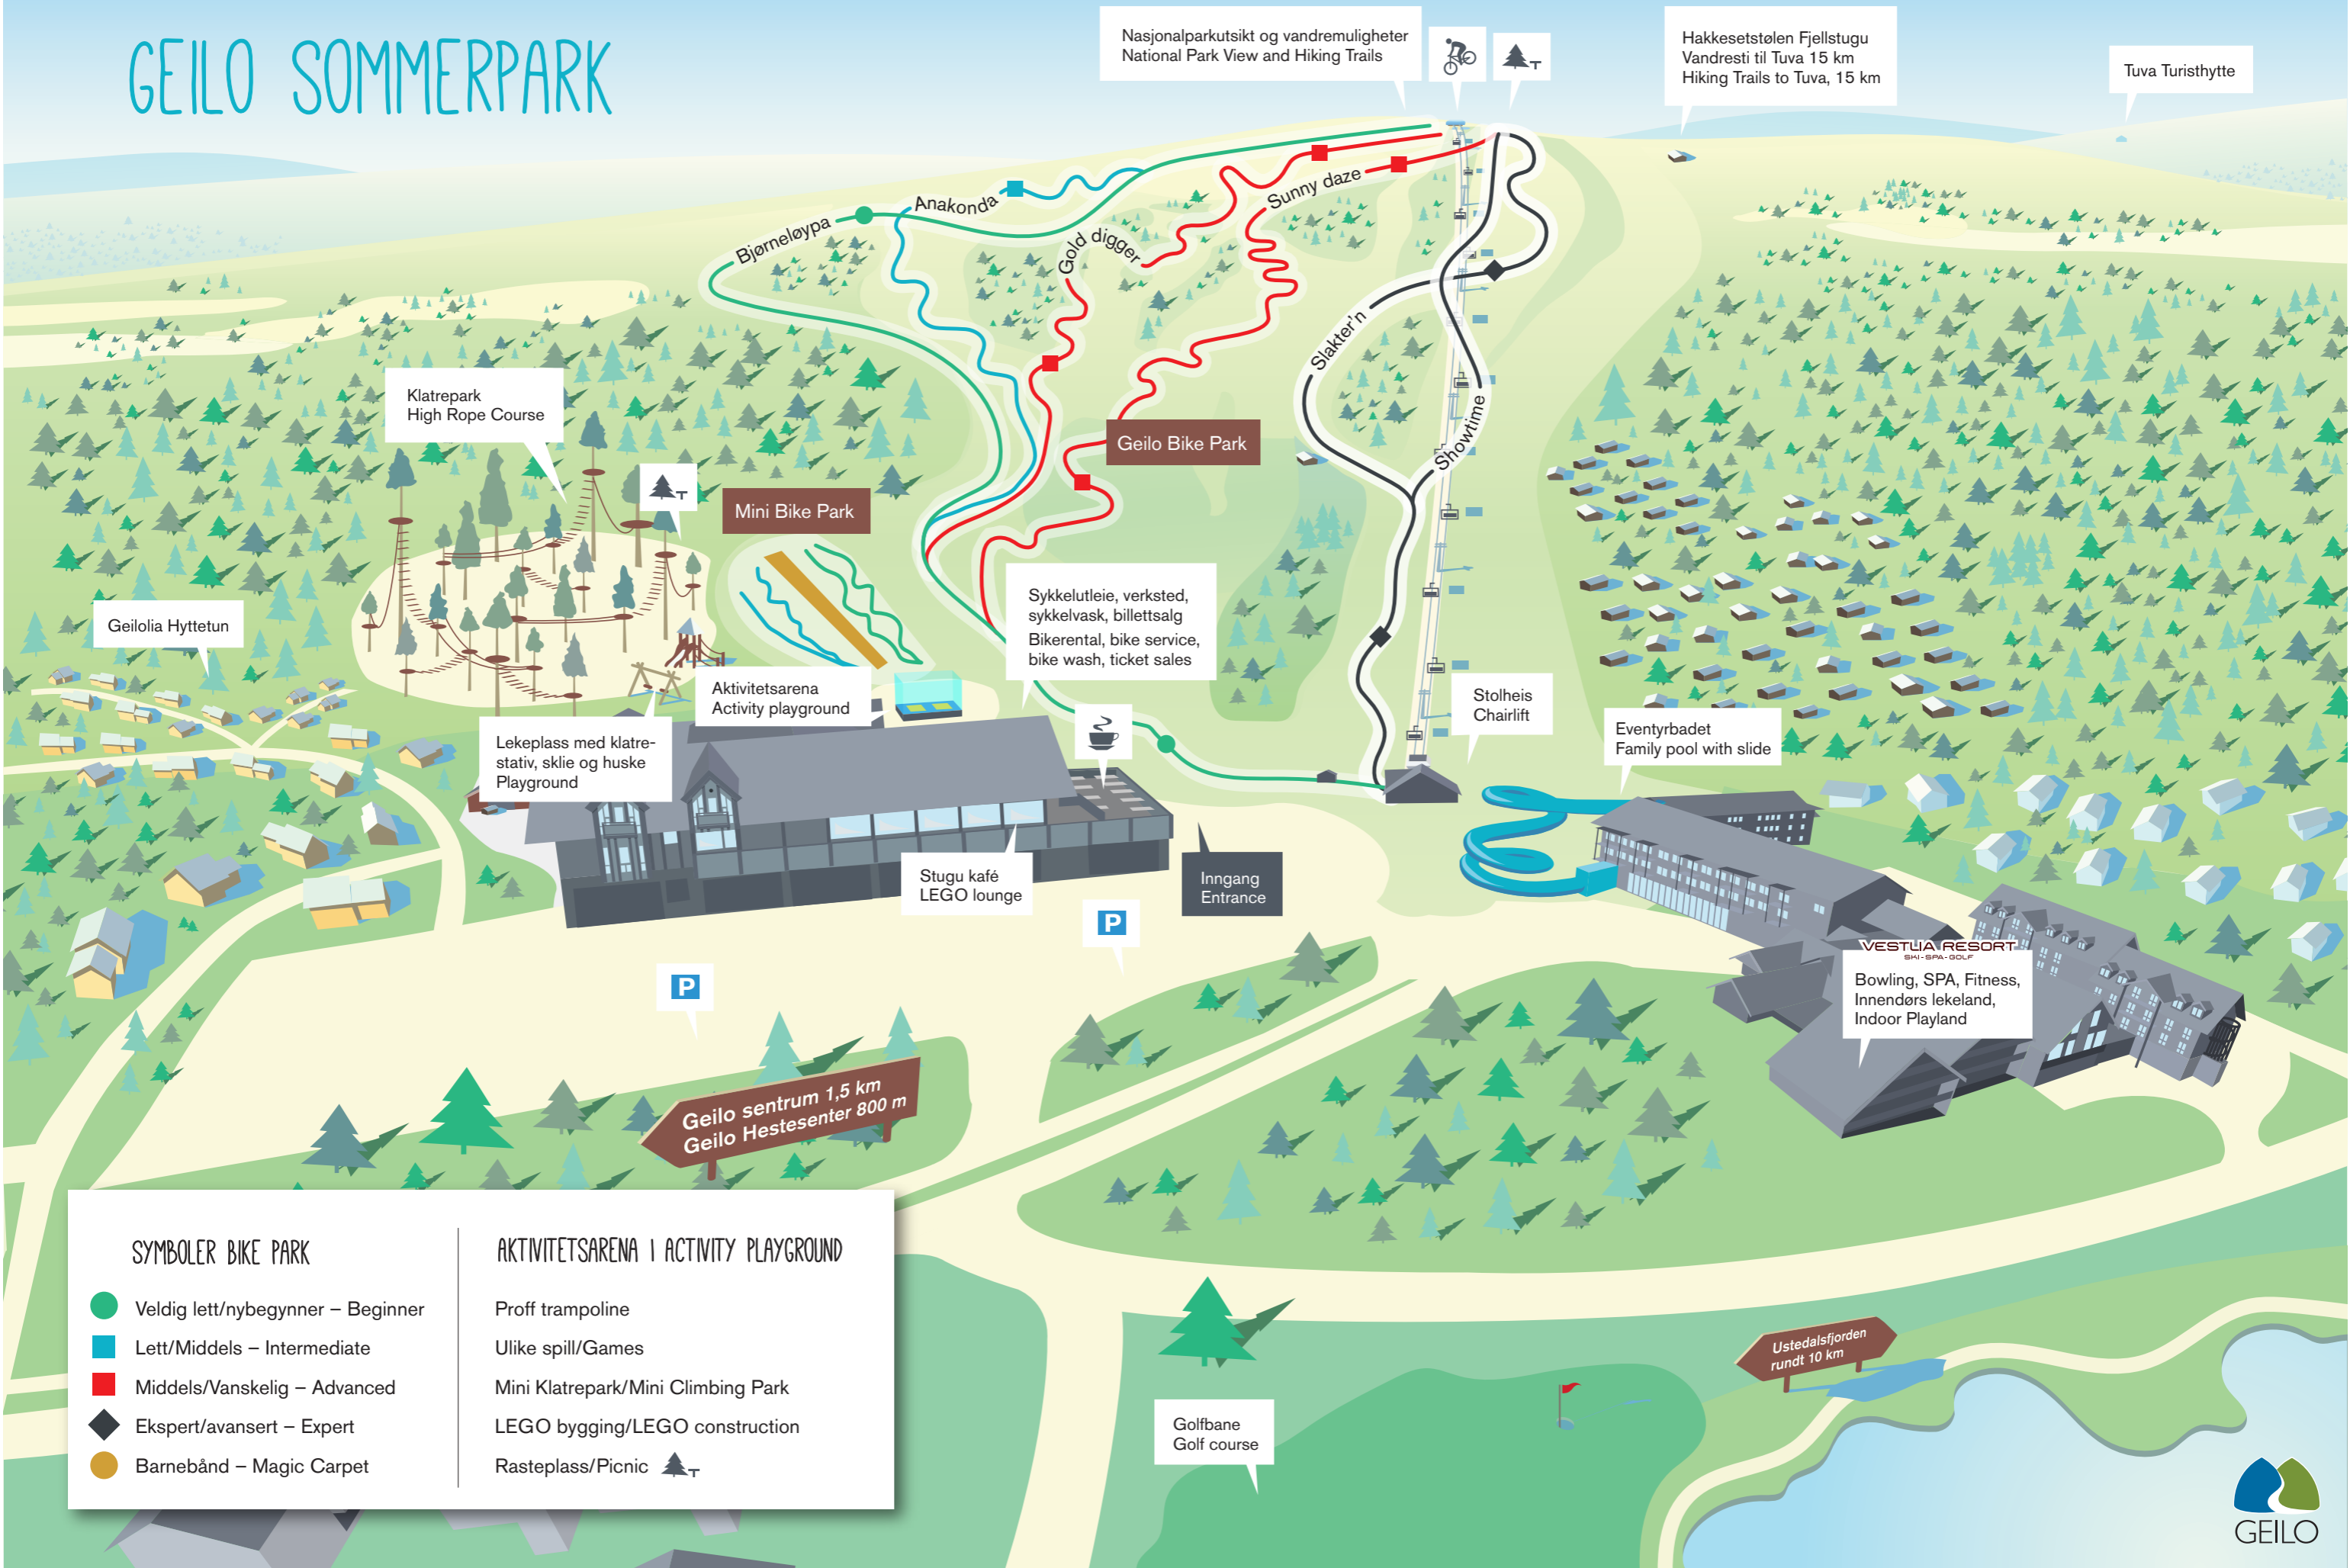 GEILO SOMMERPARK
Nasjonalparkutsikt og vandremuligheter
National Park View and Hiking Trails
Hakkesetstølen Fjellstugu
Vandresti til Tuva 15 km
Hiking Trails to Tuva, 15 km
Tuva Turisthytte
Bjørneløypa
Anakonda
Gold digger
Sunny daze
Slakter'n
Showtime
Klatrepark
High Rope Course
Geilo Bike Park
Mini Bike Park
Geilolia Hyttetun
Sykkelutleie, verksted,
sykkelvask, billettsalg
Bikerental, bike service,
bike wash, ticket sales
Aktivitetsarena
Activity playground
Stolheis
Chairlift
Eventyrbadet
Family pool with slide
Lekeplass med klatre-
stativ, sklie og huske
Playground
Stugu kafé
LEGO lounge
Inngang
Entrance
P
P
VESTLIA RESORT
SKI-SPA-GOLF
Bowling, SPA, Fitness,
Innendørs lekeland,
Indoor Playland
Geilo sentrum 1,5 km
Geilo Hestesenter 800 m
SYMBOLER BIKE PARK
Veldig lett/nybegynner – Beginner
Lett/Middels – Intermediate
Middels/Vanskelig – Advanced
Ekspert/avansert – Expert
Barnebånd – Magic Carpet
AKTIVITETSARENA I ACTIVITY PLAYGROUND
Proff trampoline
Ulike spill/Games
Mini Klatrepark/Mini Climbing Park
LEGO bygging/LEGO construction
Rasteplass/Picnic
Ustedalsfjorden
rundt 10 km
Golfbane
Golf course
GEILO